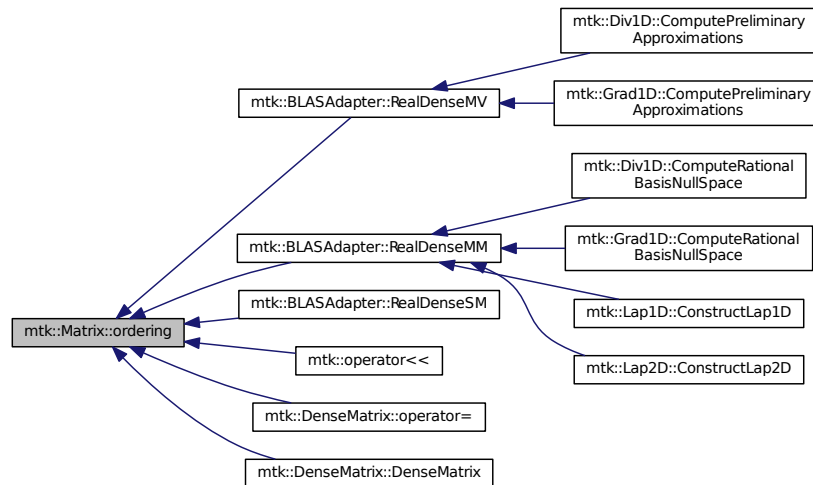 mtk::Div1D::ComputePreliminary
Approximations
mtk::BLASAdapter::RealDenseMV
mtk::Grad1D::ComputePreliminary
Approximations
mtk::Div1D::ComputeRational
BasisNullSpace
mtk::BLASAdapter::RealDenseMM
mtk::Grad1D::ComputeRational
BasisNullSpace
mtk::BLASAdapter::RealDenseSM
mtk::Lap1D::ConstructLap1D
mtk::Matrix::ordering
mtk::operator<<
mtk::Lap2D::ConstructLap2D
mtk::DenseMatrix::operator=
mtk::DenseMatrix::DenseMatrix